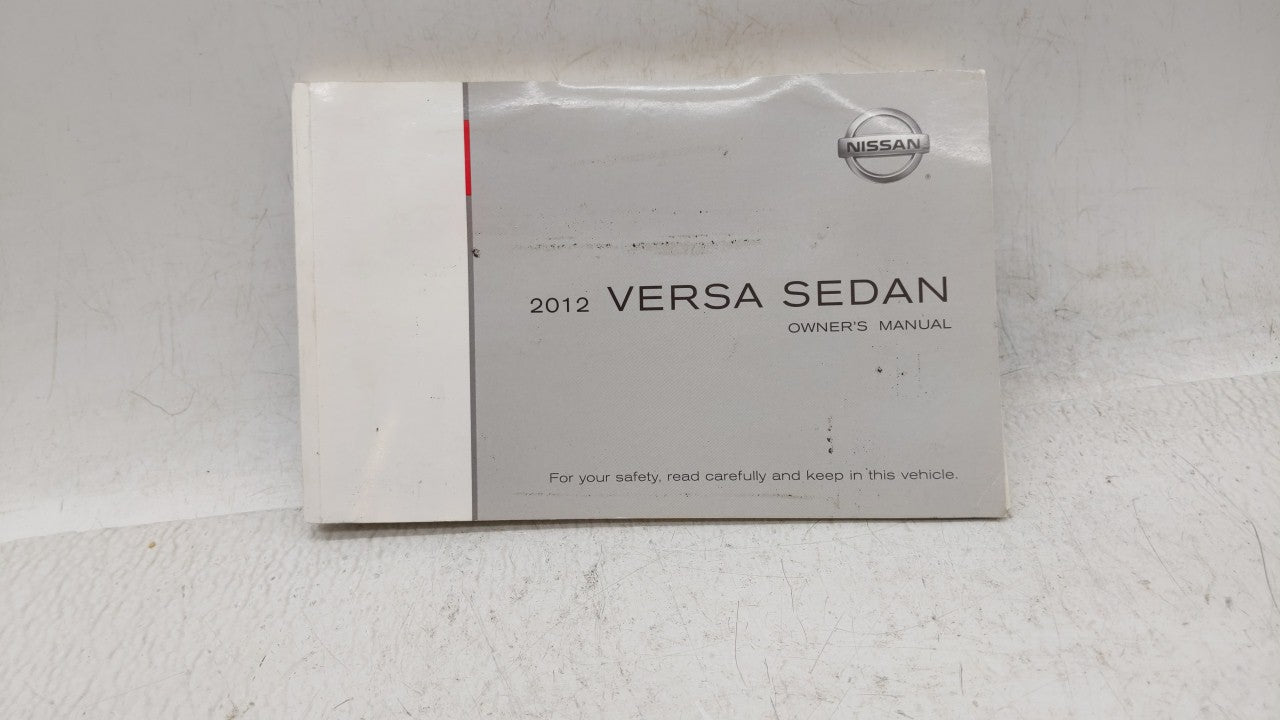 NISSAN
®
2012 VERSA SEDAN
OWNER'S MANUAL
For your safety, read carefully and keep in this vehicle.